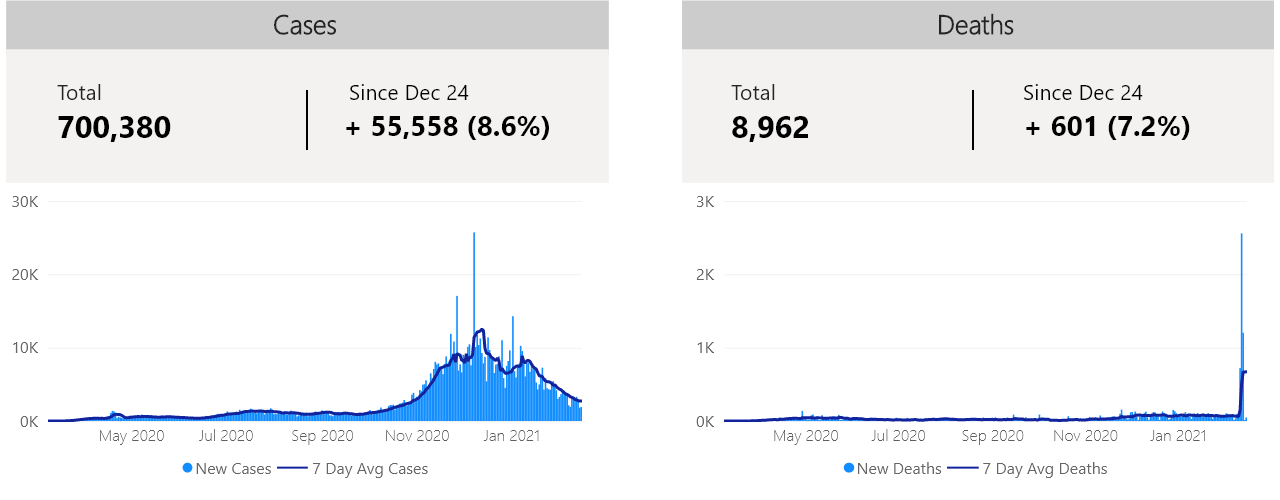 Cases
Total
700,380
Since Dec 24
+ 55,558 (8.6%)
30K
20K
10K
0K
May 2020
Jul 2020
Sep 2020
Nov 2020
Jan 2021
New Cases
7 Day Avg Cases
Deaths
Total
8,962
Since Dec 24
+ 601 (7.2%)
3K
2K
1K
0K
May 2020
Jul 2020
Sep 2020
Nov 2020
Jan 2021
New Deaths
7 Day Avg Deaths